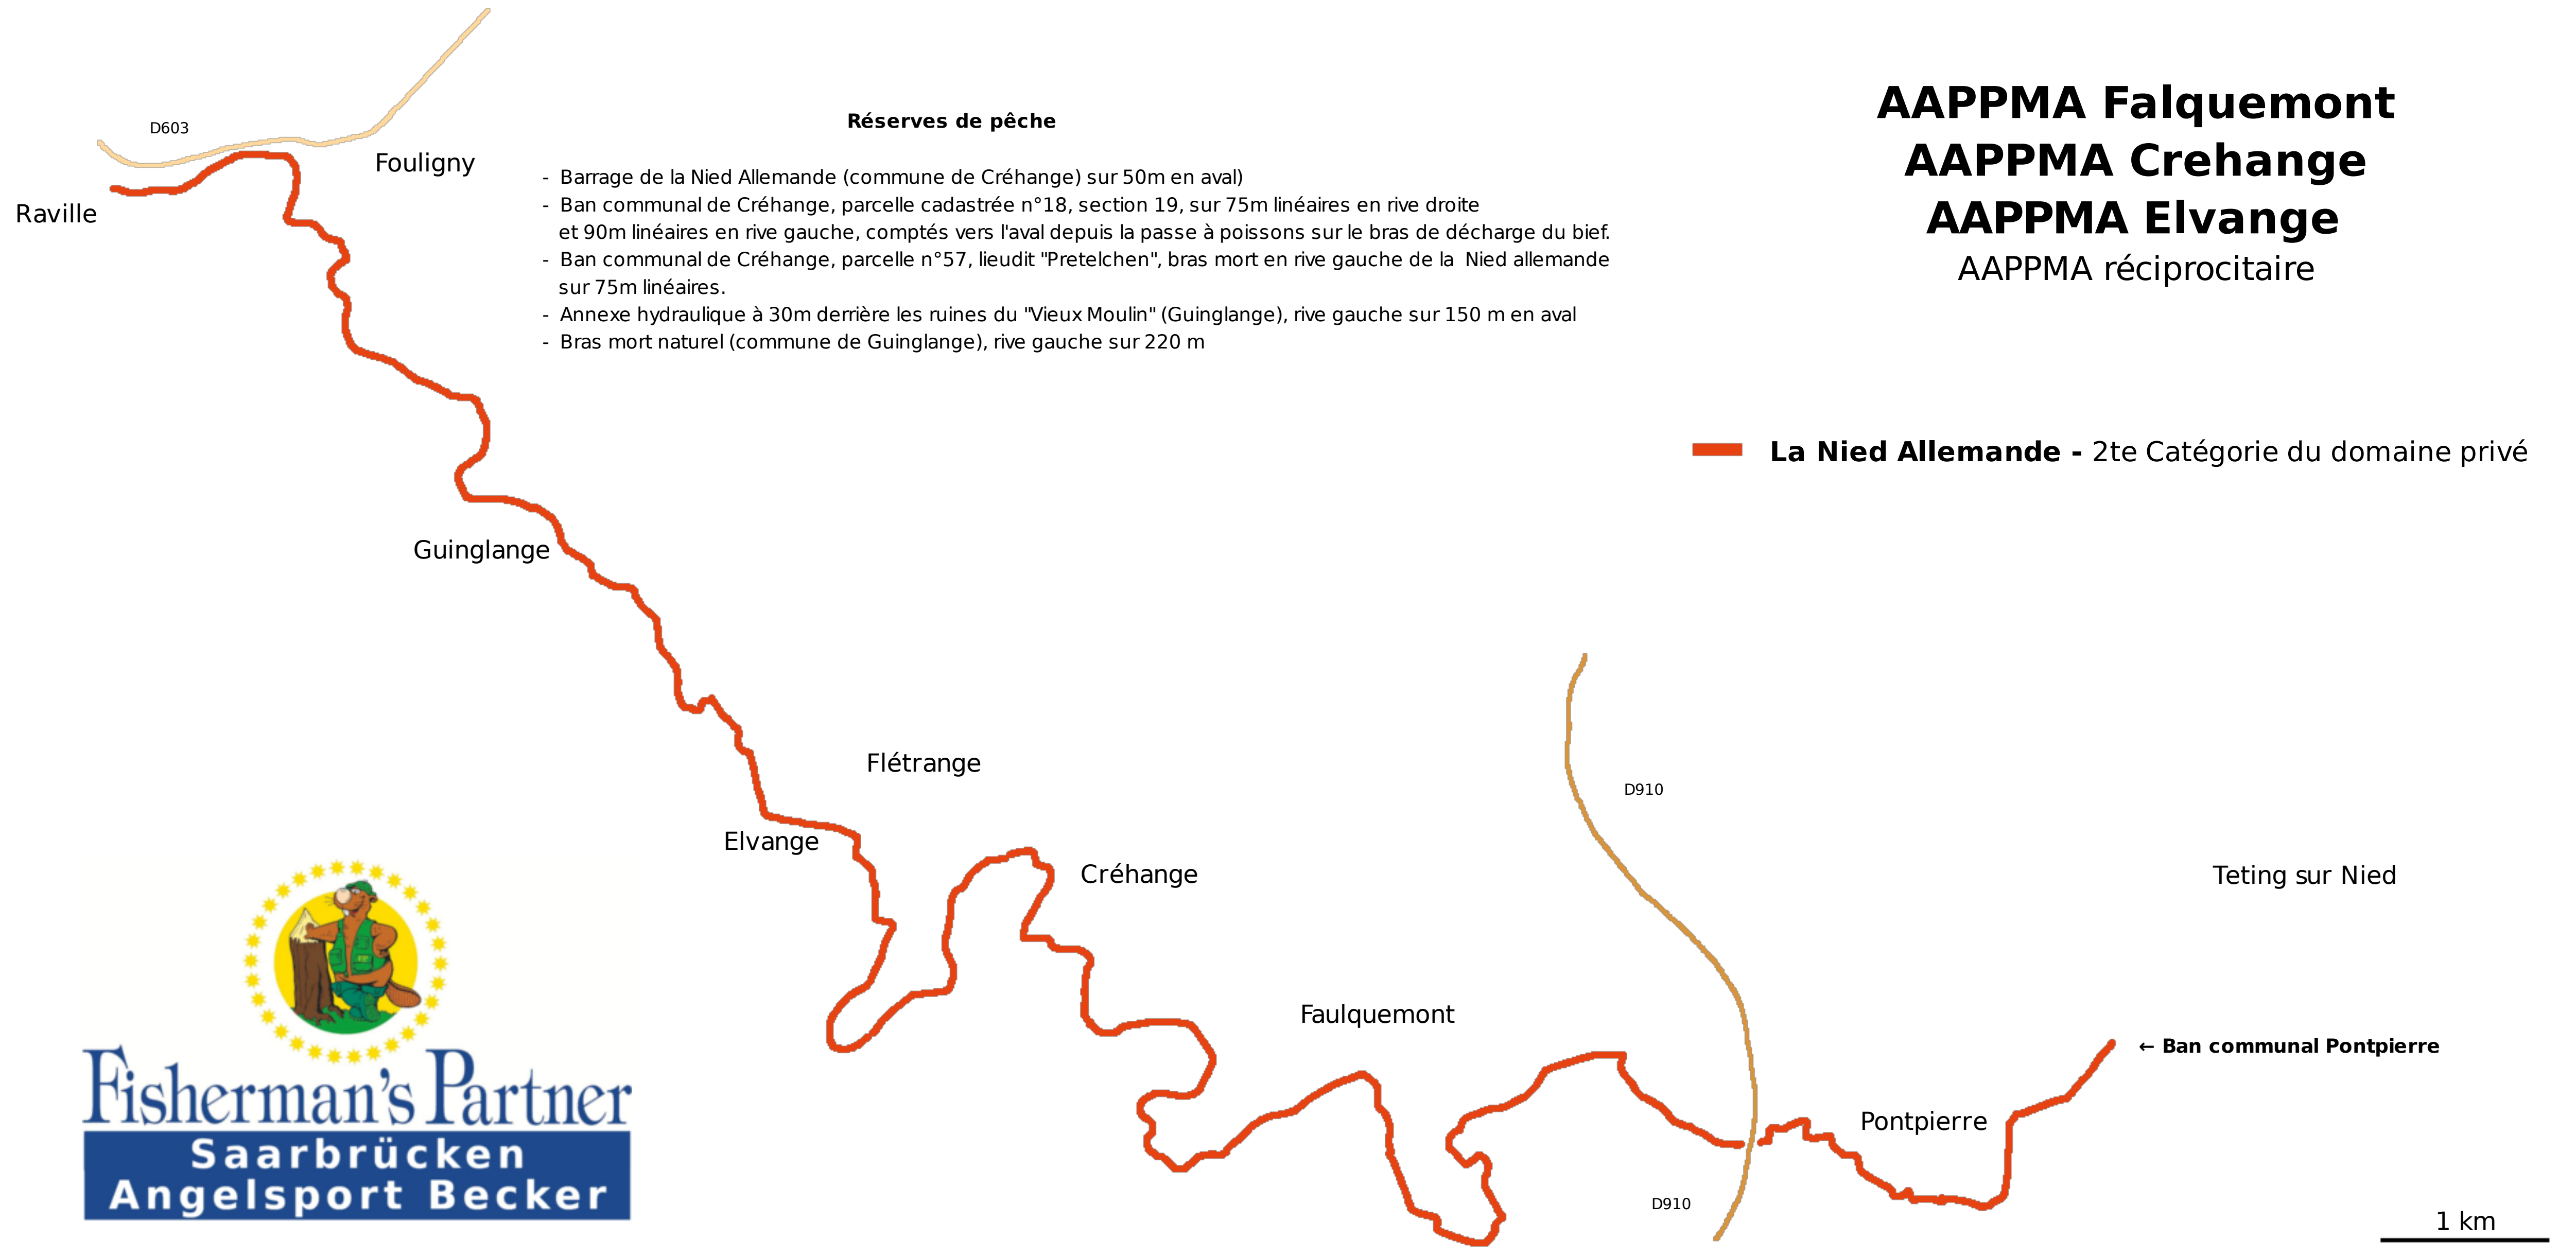 AAPPMA Falquemont
AAPPMA Crehange
AAPPMA Elvange
AAPPMA réciprocitaire
D603
Fouligny
Raville
Réserves de pêche
- Barrage de la Nied Allemande (commune de Créhange) sur 50m en aval)
- Ban communal de Créhange, parcelle cadastrée n°18, section 19, sur 75m linéaires en rive droite
et 90m linéaires en rive gauche, comptés vers l'aval depuis la passe à poissons sur le bras de décharge du bief.
- Ban communal de Créhange, parcelle n°57, lieudit "Pretelchen", bras mort en rive gauche de la Nied allemande
sur 75m linéaires.
- Annexe hydraulique à 30m derrière les ruines du "Vieux Moulin" (Guinglange), rive gauche sur 150 m en aval
- Bras mort naturel (commune de Guinglange), rive gauche sur 220 m
La Nied Allemande - 2te Catégorie du domaine privé
Guinglange
Flétrange
D910
Elvange
Créhange
Teting sur Nied
Faulquemont
← Ban communal Pontpierre
Pontpierre
D910
1 km
Fisherman's Partner
Saarbrücken
Angelsport Becker